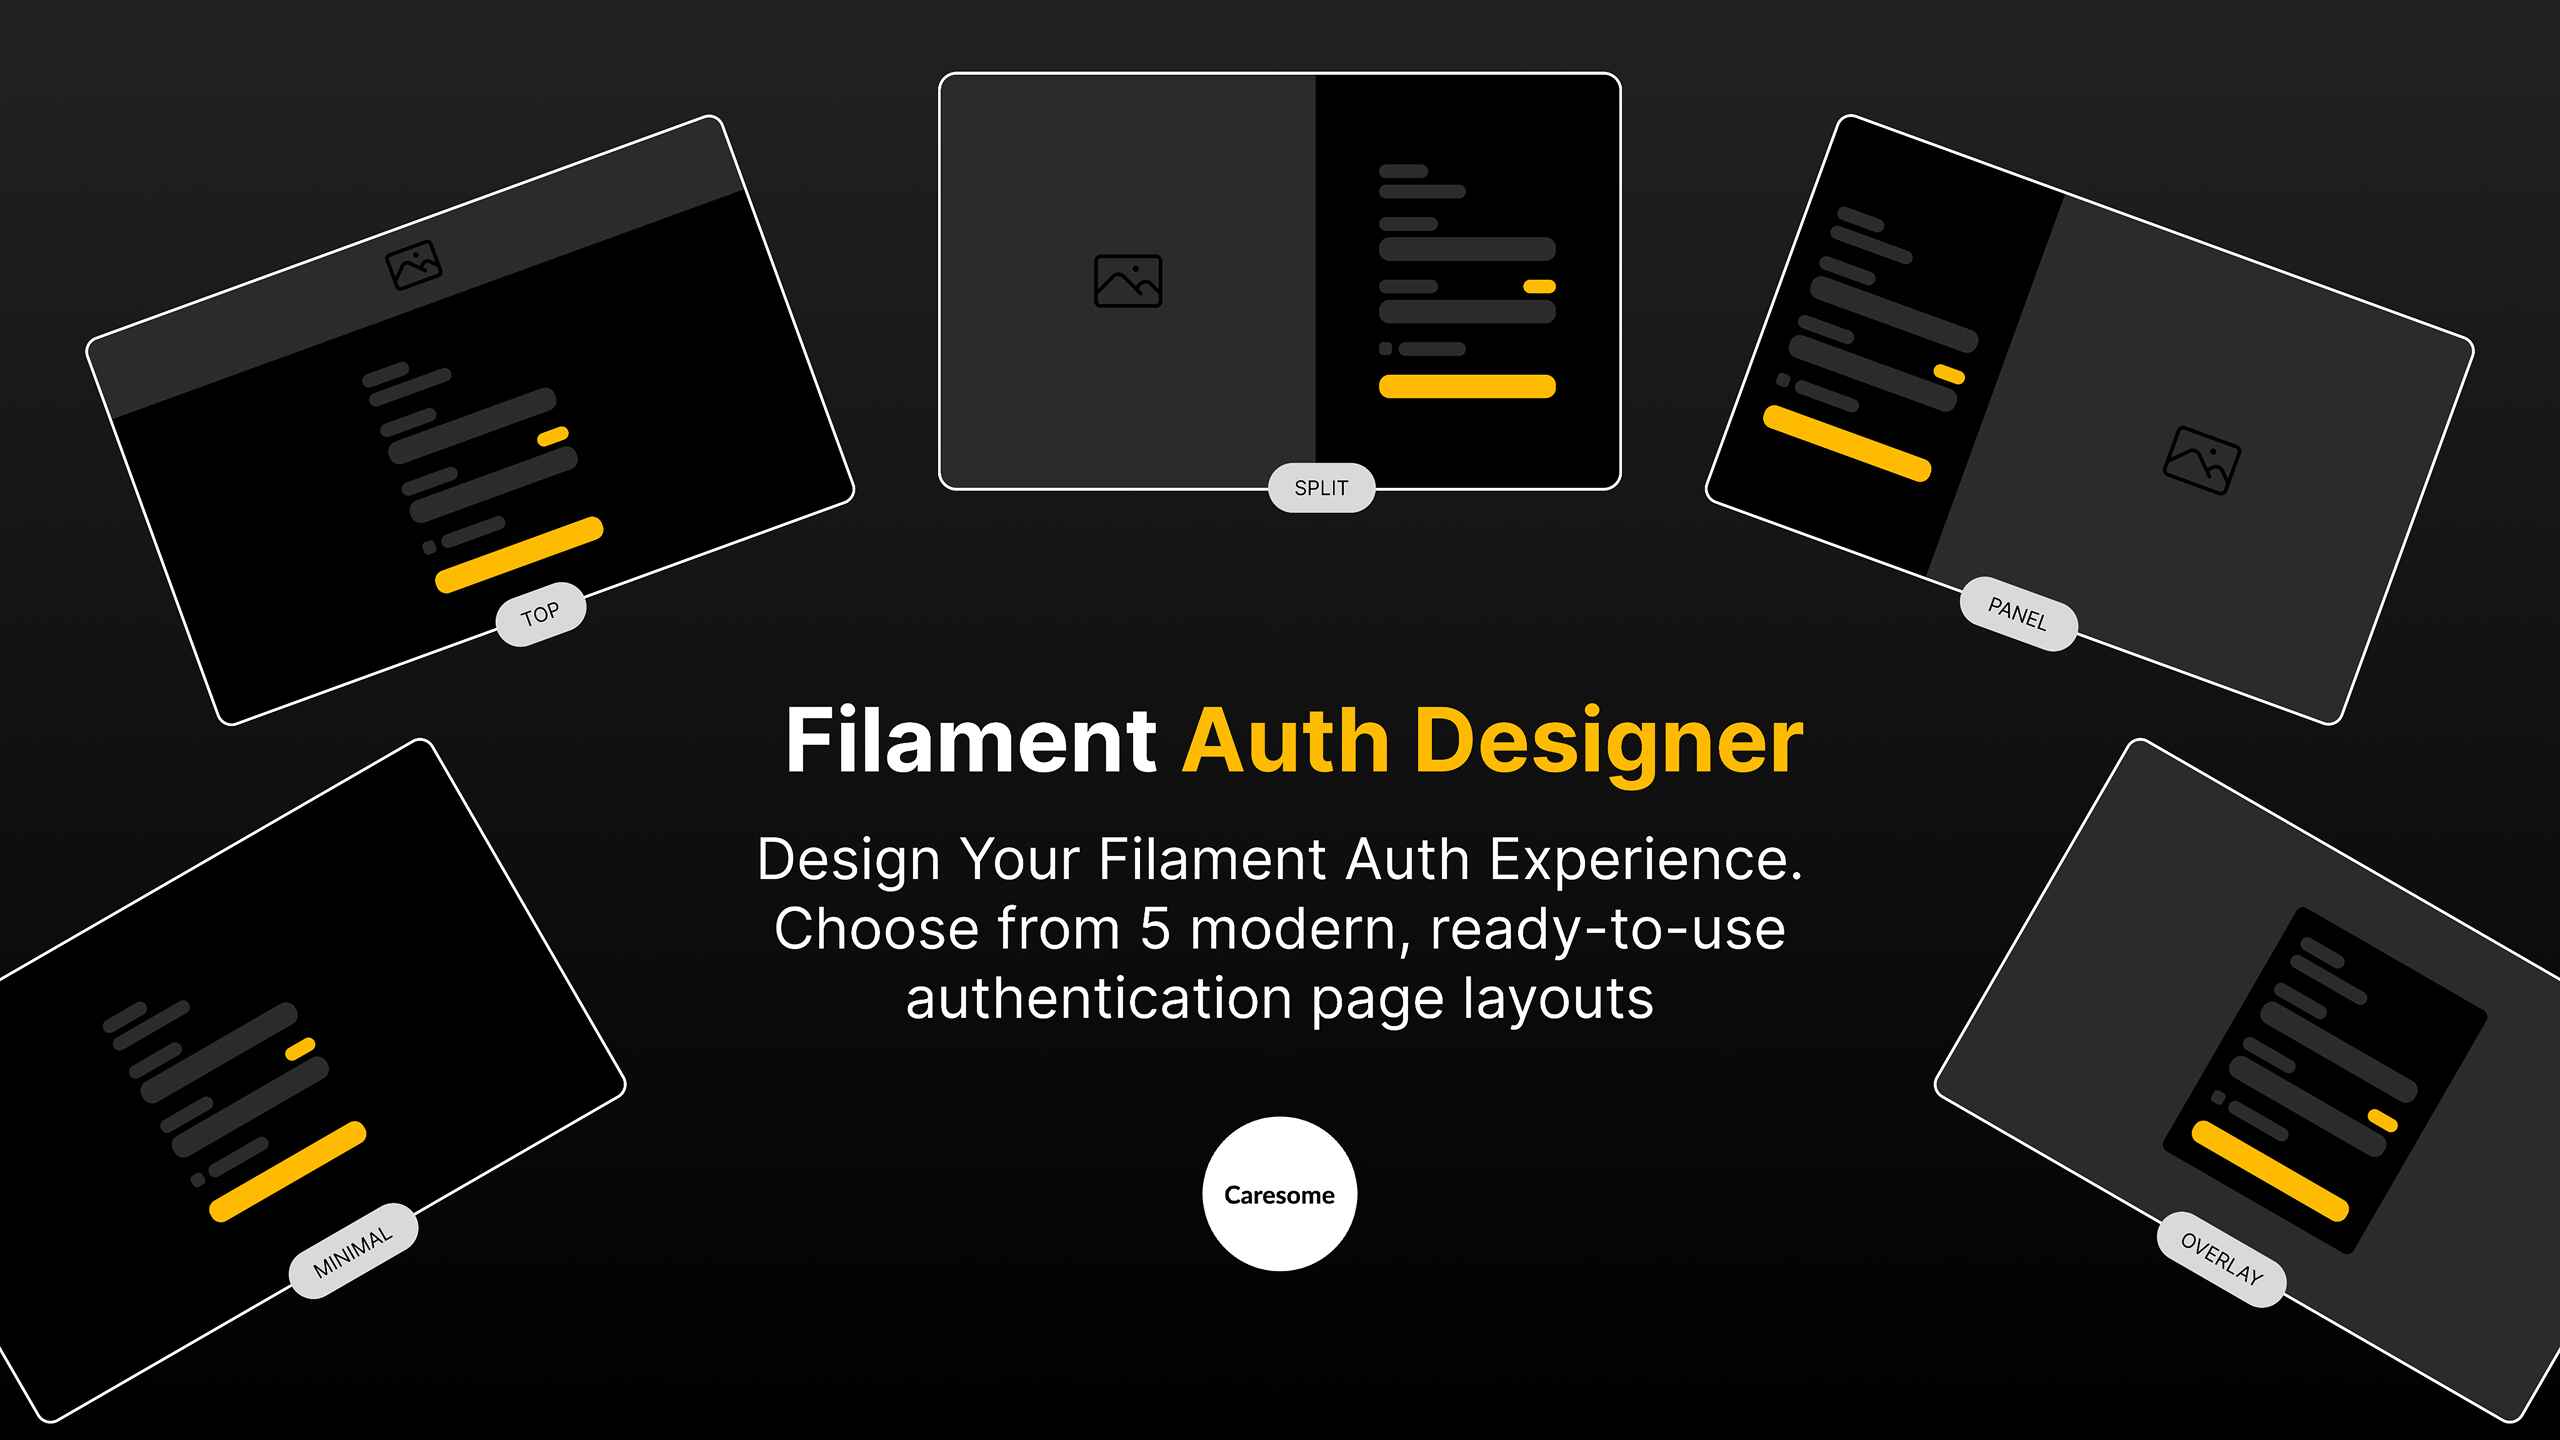 SPLIT
TOP
PANEL
Filament Auth Designer
Design Your Filament Auth Experience.
Choose from 5 modern, ready-to-use
authentication page layouts
Caresome
MINIMAL
OVERLAY